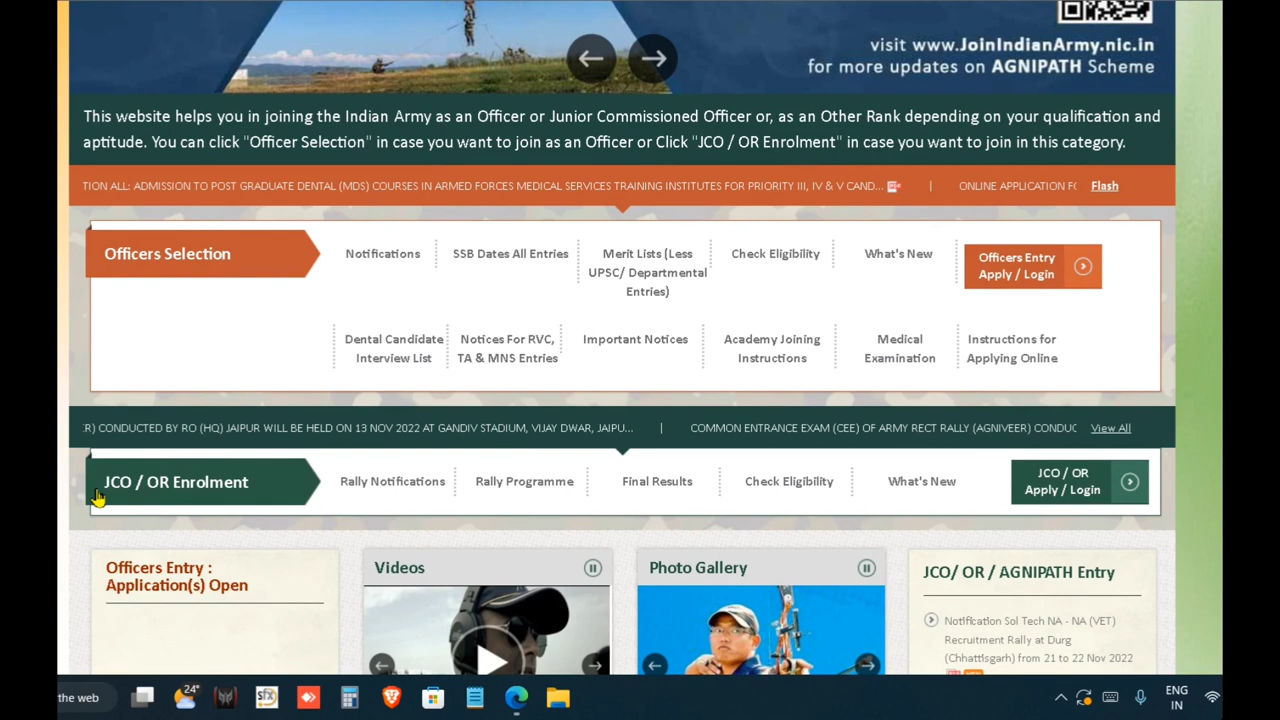 visit www.JoinIndianArmy.nic.in
for more updates on AGNIPATH Scheme
This website helps you in joining the Indian Army as an Officer or Junior Commissioned Officer or, as an Other Rank depending on your qualification and
aptitude. You can click "Officer Selection" in case you want to join as an Officer or Click "JCO / OR Enrolment" in case you want to join in this category.
TION ALL: ADMISSION TO POST GRADUATE DENTAL (MDS) COURSES IN ARMED FORCES MEDICAL SERVICES TRAINING INSTITUTES FOR PRIORITY III, IV & V CAND... | ONLINE APPLICATION FO Flash
Officers Selection
Notifications
SSB Dates All Entries
Merit Lists (Less
UPSC/ Departmental
Entries)
Check Eligibility
What's New
Officers Entry
Apply / Login
Dental Candidate
Interview List
Notices For RVC,
TA & MNS Entries
Important Notices
Academy Joining
Instructions
Medical
Examination
Instructions for
Applying Online
R) CONDUCTED BY RO (HQ) JAIPUR WILL BE HELD ON 13 NOV 2022 AT GANDIV STADIUM, VIJAY DWAR, JAIPU... | COMMON ENTRANCE EXAM (CEE) OF ARMY RECT RALLY (AGNIVEER) CONDUC View All
JCO / OR Enrolment
Rally Notifications
Rally Programme
Final Results
Check Eligibility
What's New
JCO / OR
Apply / Login
Officers Entry :
Application(s) Open
Videos
Photo Gallery
JCO/ OR / AGNIPATH Entry
Notification Sol Tech NA - NA (VET)
Recruitment Rally at Durg
(Chhattisgarh) from 21 to 22 Nov 2022
the web
24°
sfx
ENG
IN